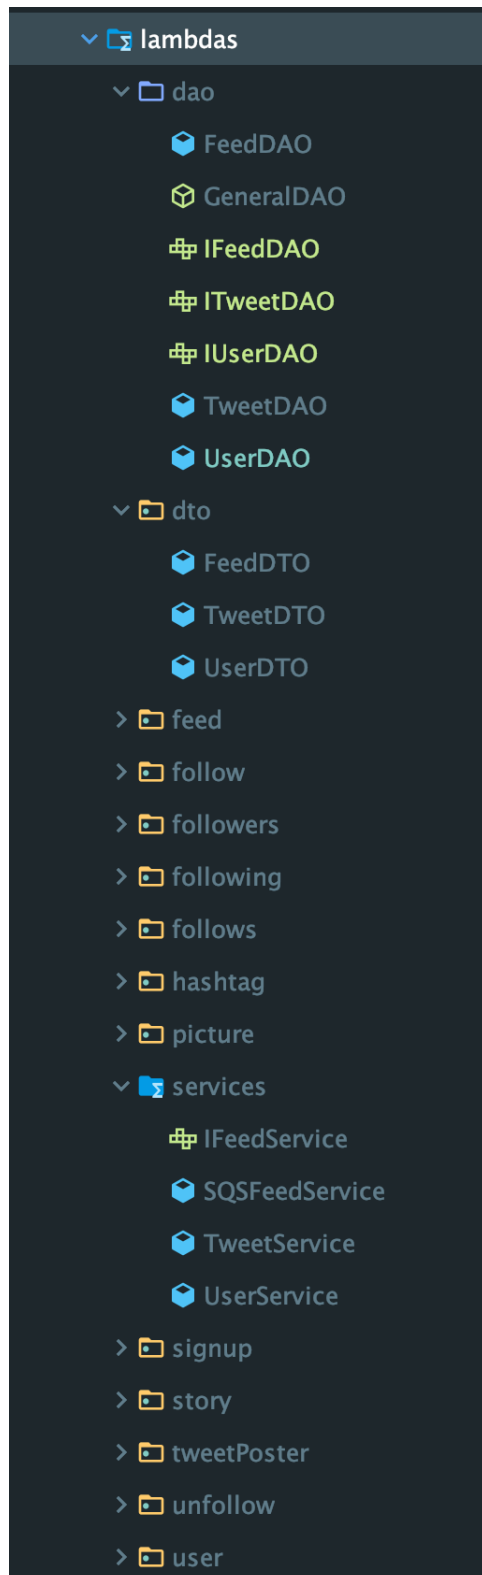 lambdas
dao
FeedDAO
GeneralDAO
IFeedDAO
ITweetDAO
IUserDAO
TweetDAO
UserDAO
dto
FeedDTO
TweetDTO
UserDTO
feed
follow
followers
following
follows
hashtag
picture
services
IFeedService
SQSFeedService
TweetService
UserService
signup
story
tweetPoster
unfollow
user